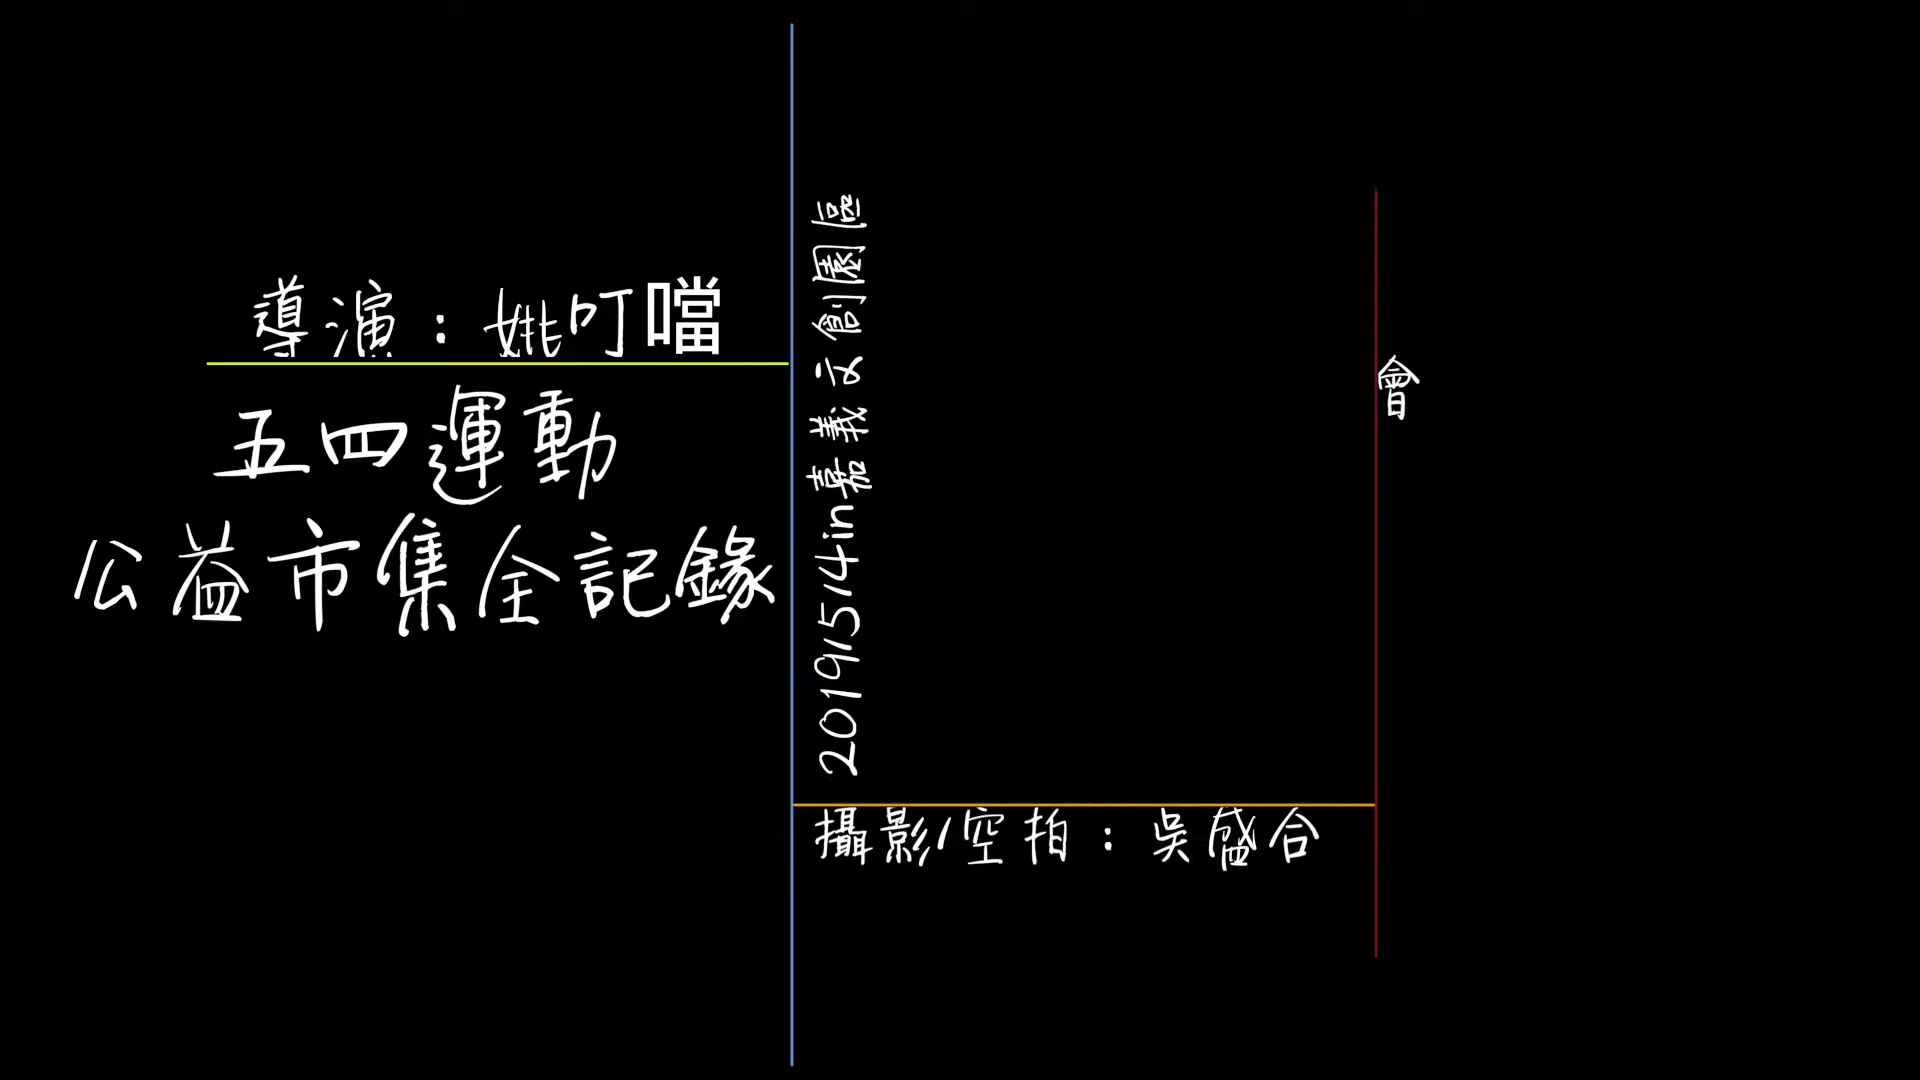 導演：姚叮噹
五四運動
公益市集全記錄
2019/5/4in嘉義文創園區
攝影/空拍：吳盛合
會